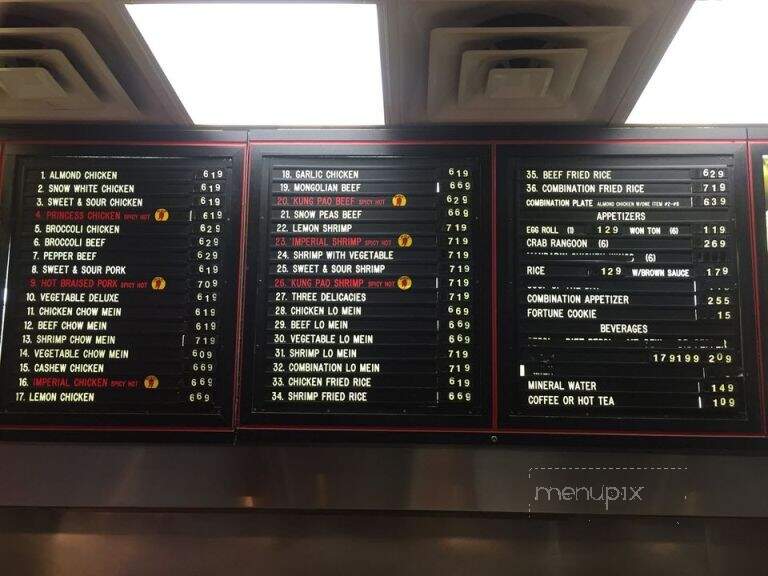 1. ALMOND CHICKEN 619
2. SNOW WHITE CHICKEN 619
3. SWEET & SOUR CHICKEN 619
4. PRINCESS CHICKEN SPICY HOT 619
5. BROCCOLI CHICKEN 629
6. BROCCOLI BEEF 629
7. PEPPER BEEF 629
8. SWEET & SOUR PORK 619
9. HOT BRAISED PORK SPICY HOT 709
10. VEGETABLE DELUXE 619
11. CHICKEN CHOW MEIN 619
12. BEEF CHOW MEIN 619
13. SHRIMP CHOW MEIN 719
14. VEGETABLE CHOW MEIN 609
15. CASHEW CHICKEN 669
16. IMPERIAL CHICKEN SPICY HOT 669
17. LEMON CHICKEN 669
18. GARLIC CHICKEN 619
19. MONGOLIAN BEEF 669
20. KUNG PAO BEEF SPICY HOT 629
21. SNOW PEAS BEEF 669
22. LEMON SHRIMP 719
23. IMPERIAL SHRIMP SPICY HOT 719
24. SHRIMP WITH VEGETABLE 719
25. SWEET & SOUR SHRIMP 719
26. KUNG PAO SHRIMP SPICY HOT 719
27. THREE DELICACIES 719
28. CHICKEN LO MEIN 669
29. BEEF LO MEIN 669
30. VEGETABLE LO MEIN 669
31. SHRIMP LO MEIN 719
32. COMBINATION LO MEIN 719
33. CHICKEN FRIED RICE 619
34. SHRIMP FRIED RICE 669
35. BEEF FRIED RICE 629
36. COMBINATION FRIED RICE 719
COMBINATION PLATE ALMOND CHICKEN W/ONE ITEM #2-#8 639
APPETIZERS
EGG ROLL (1) 129 WON TON (6) 119
CRAB RANGOON (6) 269
(6)
RICE 129 W/BROWN SAUCE 179
COMBINATION APPETIZER 255
FORTUNE COOKIE 15
BEVERAGES
179199 209
MINERAL WATER 149
COFFEE OR HOT TEA 109
menupix